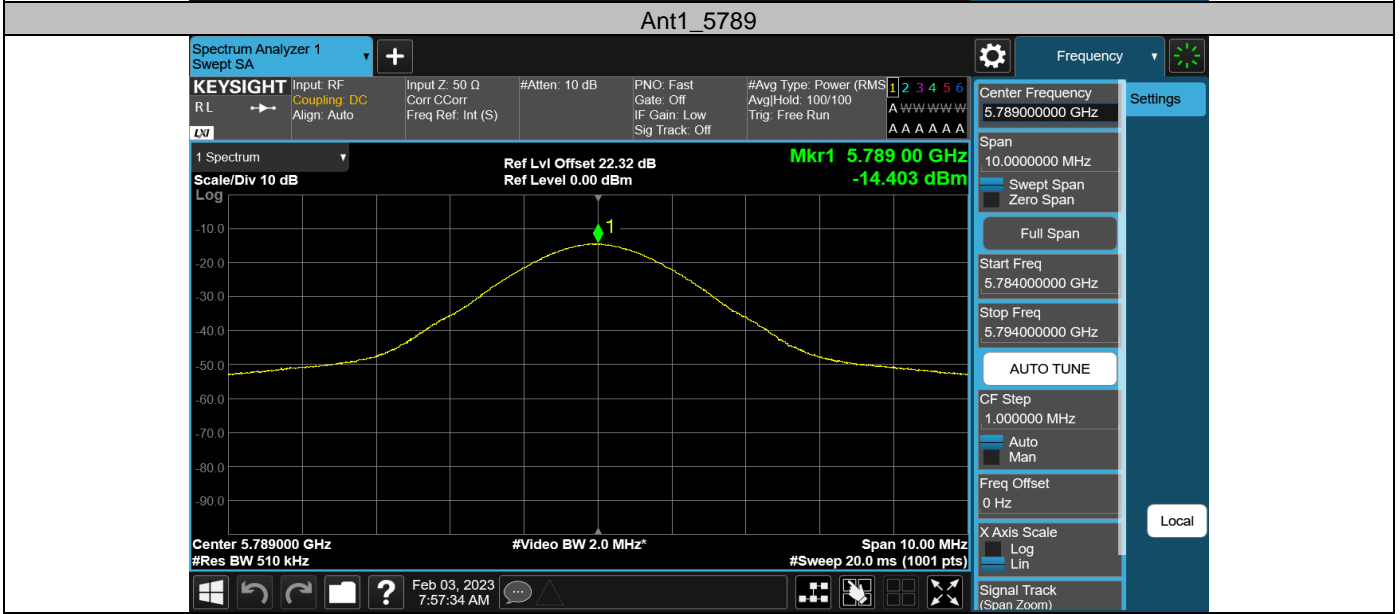 Ant1_5789
Spectrum Analyzer 1
Swept SA
Frequency
KEYSIGHT
RL
LXI
Input: RF
Coupling: DC
Align: Auto
Input Z: 50 Ω
Corr CCorr
Freq Ref: Int (S)
#Atten: 10 dB
PNO: Fast
Gate: Off
IF Gain: Low
Sig Track: Off
#Avg Type: Power (RMS
Avg|Hold: 100/100
Trig: Free Run
1 2 3 4 5 6
A W W W W W
A A A A A A
1 Spectrum
Scale/Div 10 dB
Ref Lvl Offset 22.32 dB
Ref Level 0.00 dBm
Mkr1 5.789 00 GHz
-14.403 dBm
Log
1
-10.0
-20.0
-30.0
-40.0
-50.0
-60.0
-70.0
-80.0
-90.0
Center 5.789000 GHz
#Video BW 2.0 MHz*
Span 10.00 MHz
#Res BW 510 kHz
#Sweep 20.0 ms (1001 pts)
?
Feb 03, 2023
7:57:34 AM
Center Frequency
5.789000000 GHz
Settings
Span
10.0000000 MHz
Swept Span
Zero Span
Full Span
Start Freq
5.784000000 GHz
Stop Freq
5.794000000 GHz
AUTO TUNE
CF Step
1.000000 MHz
Auto
Man
Freq Offset
0 Hz
Local
X Axis Scale
Log
Lin
Signal Track
(Span Zoom)